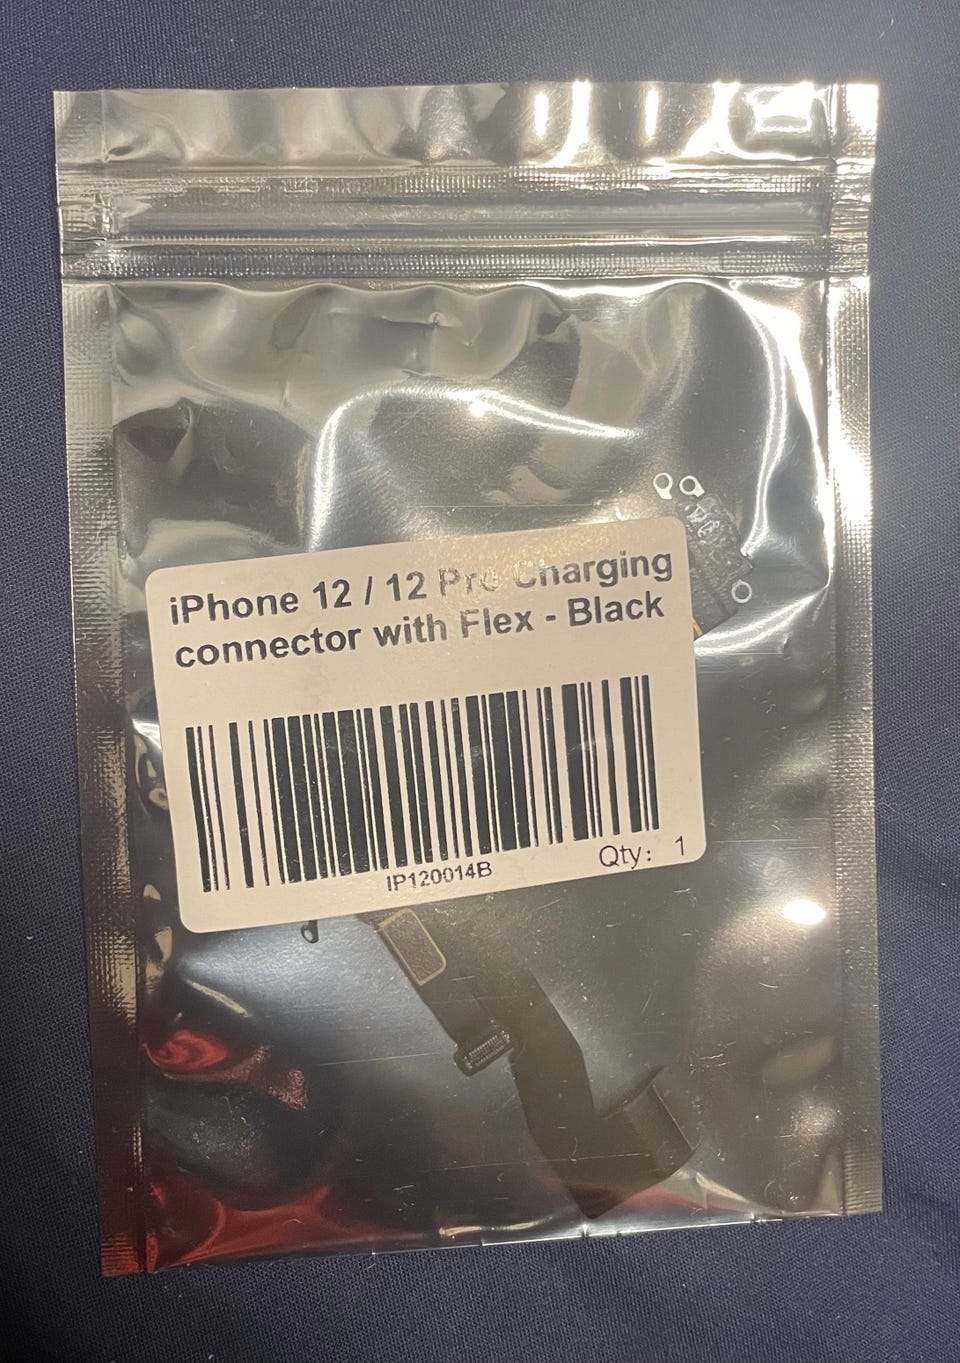 iPhone 12 / 12 Pro Charging
connector with Flex - Black
IP120014B
Qty: 1